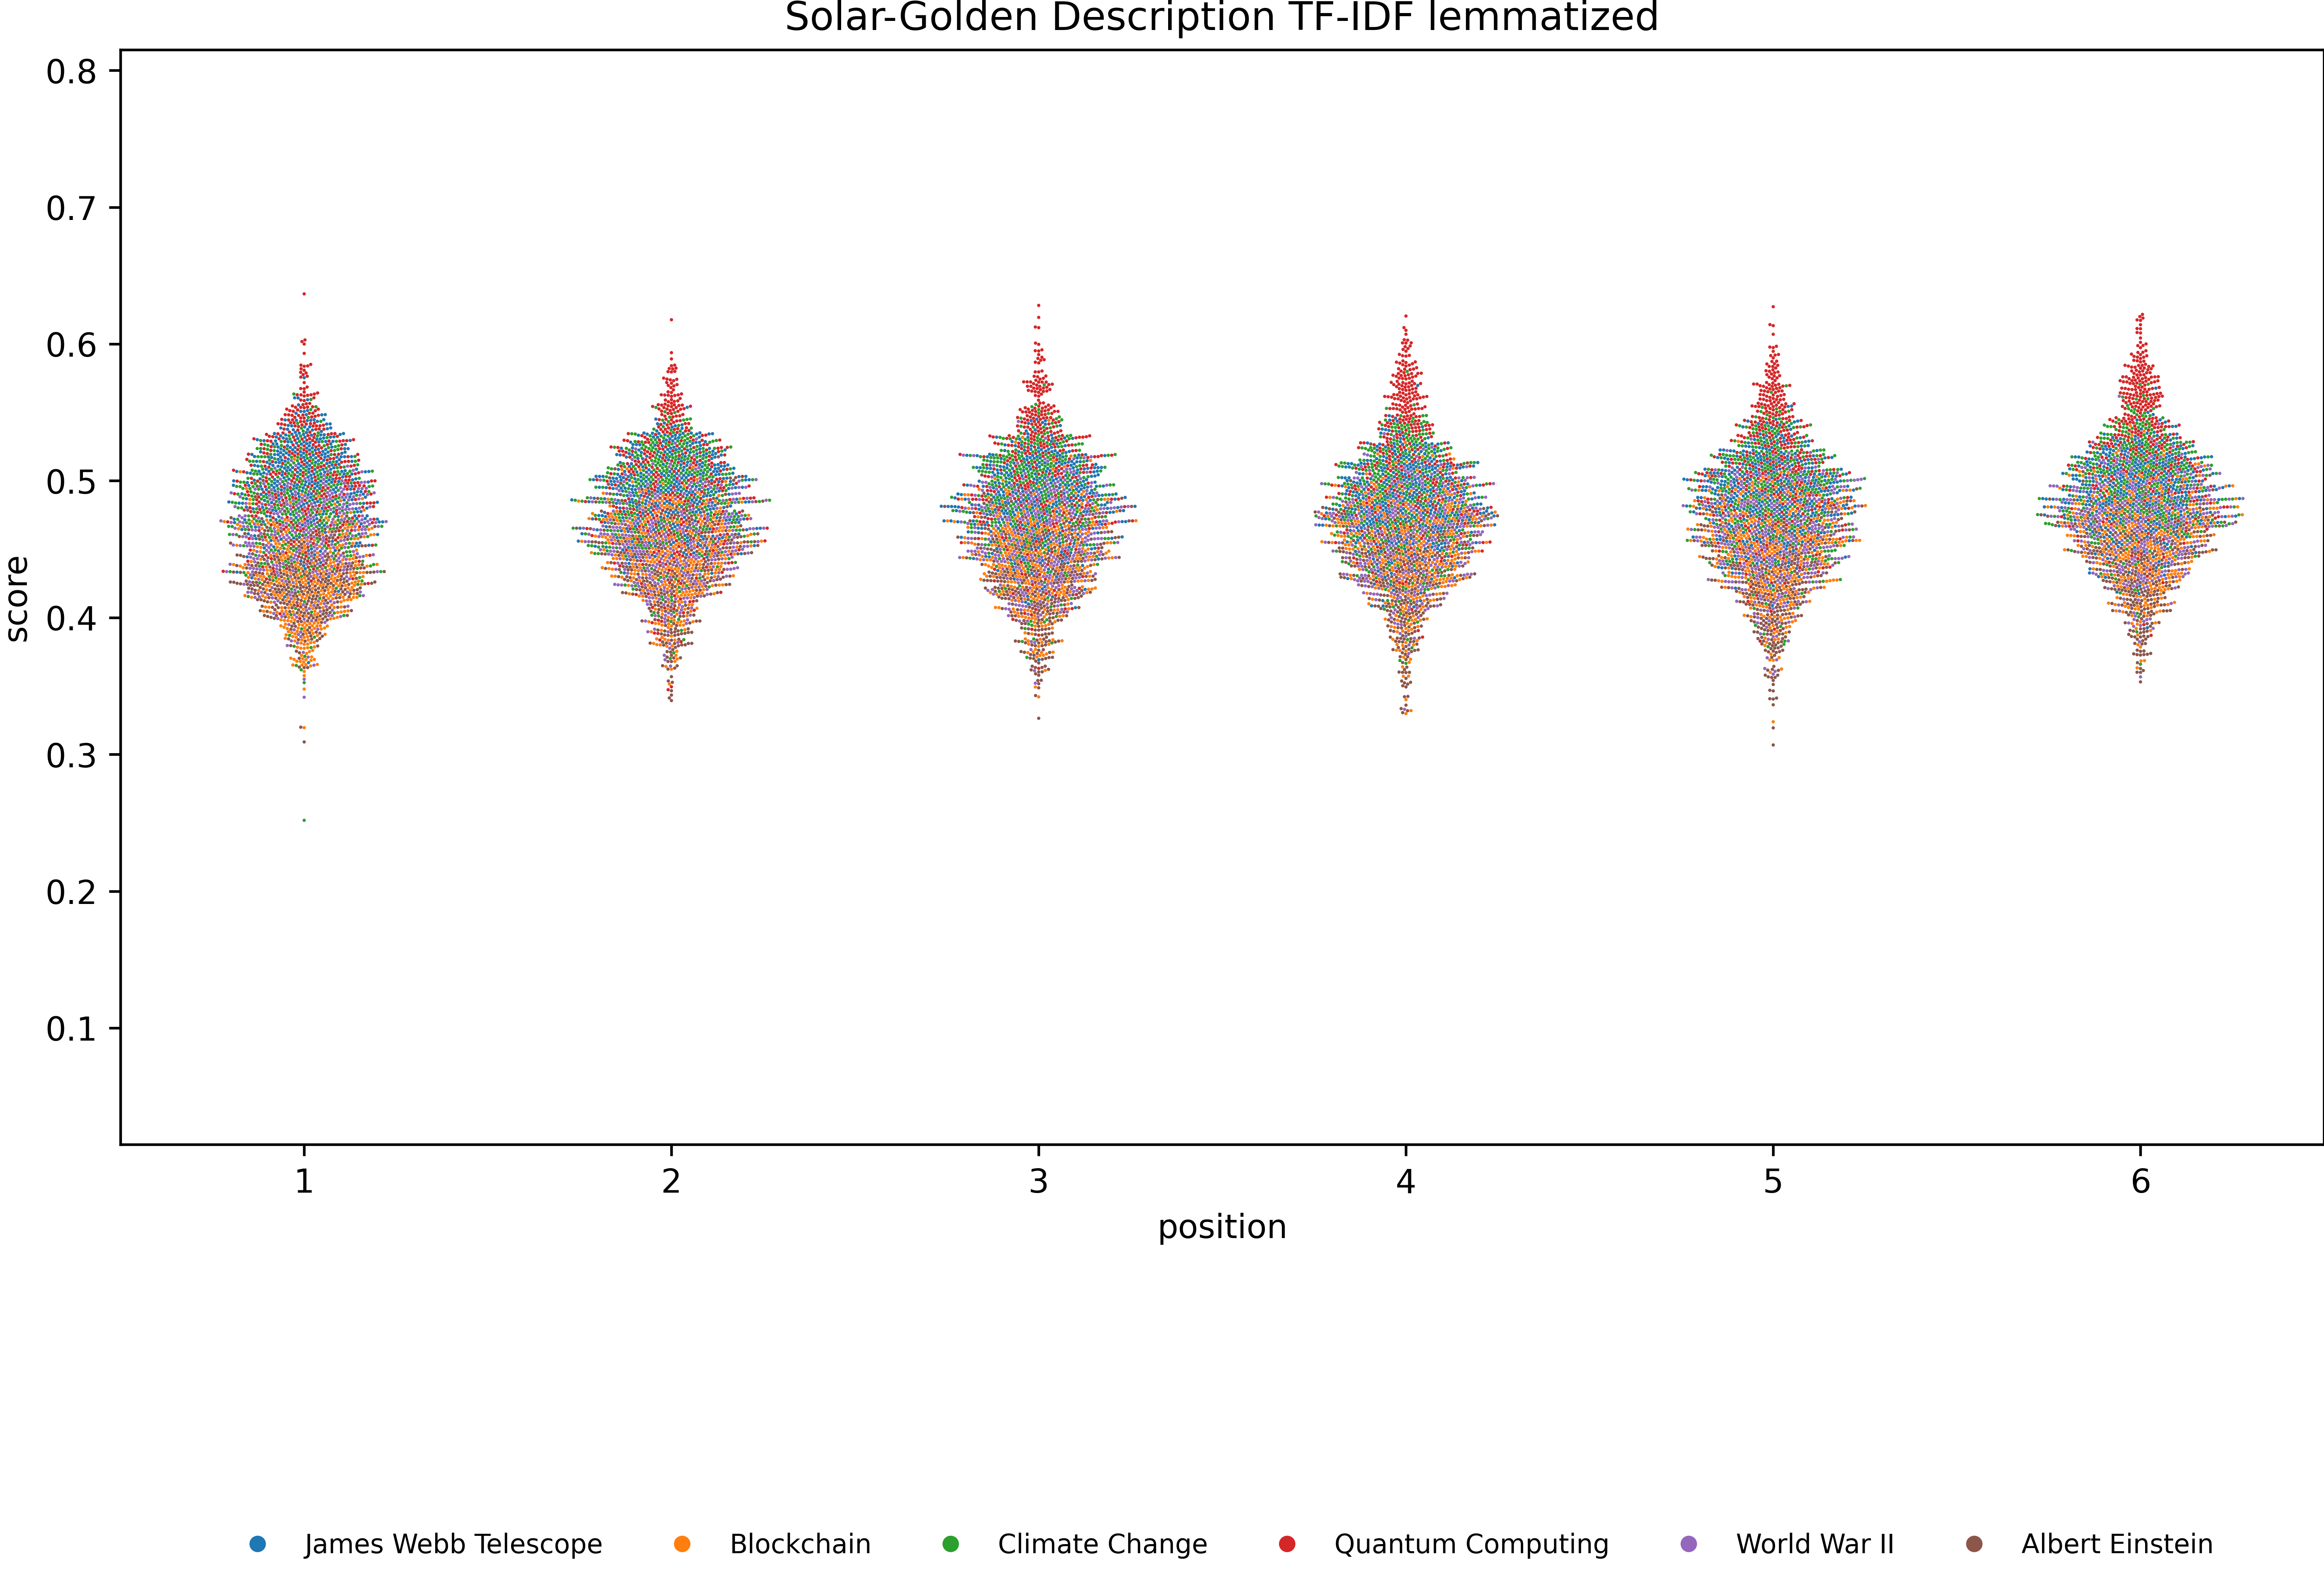 Solar-Golden Description TF-IDF lemmatized
0.8
0.7
0.6
0.5
0.4
0.3
0.2
0.1
score
1 2 3 4 5 6
position
James Webb Telescope Blockchain Climate Change Quantum Computing World War II Albert Einstein